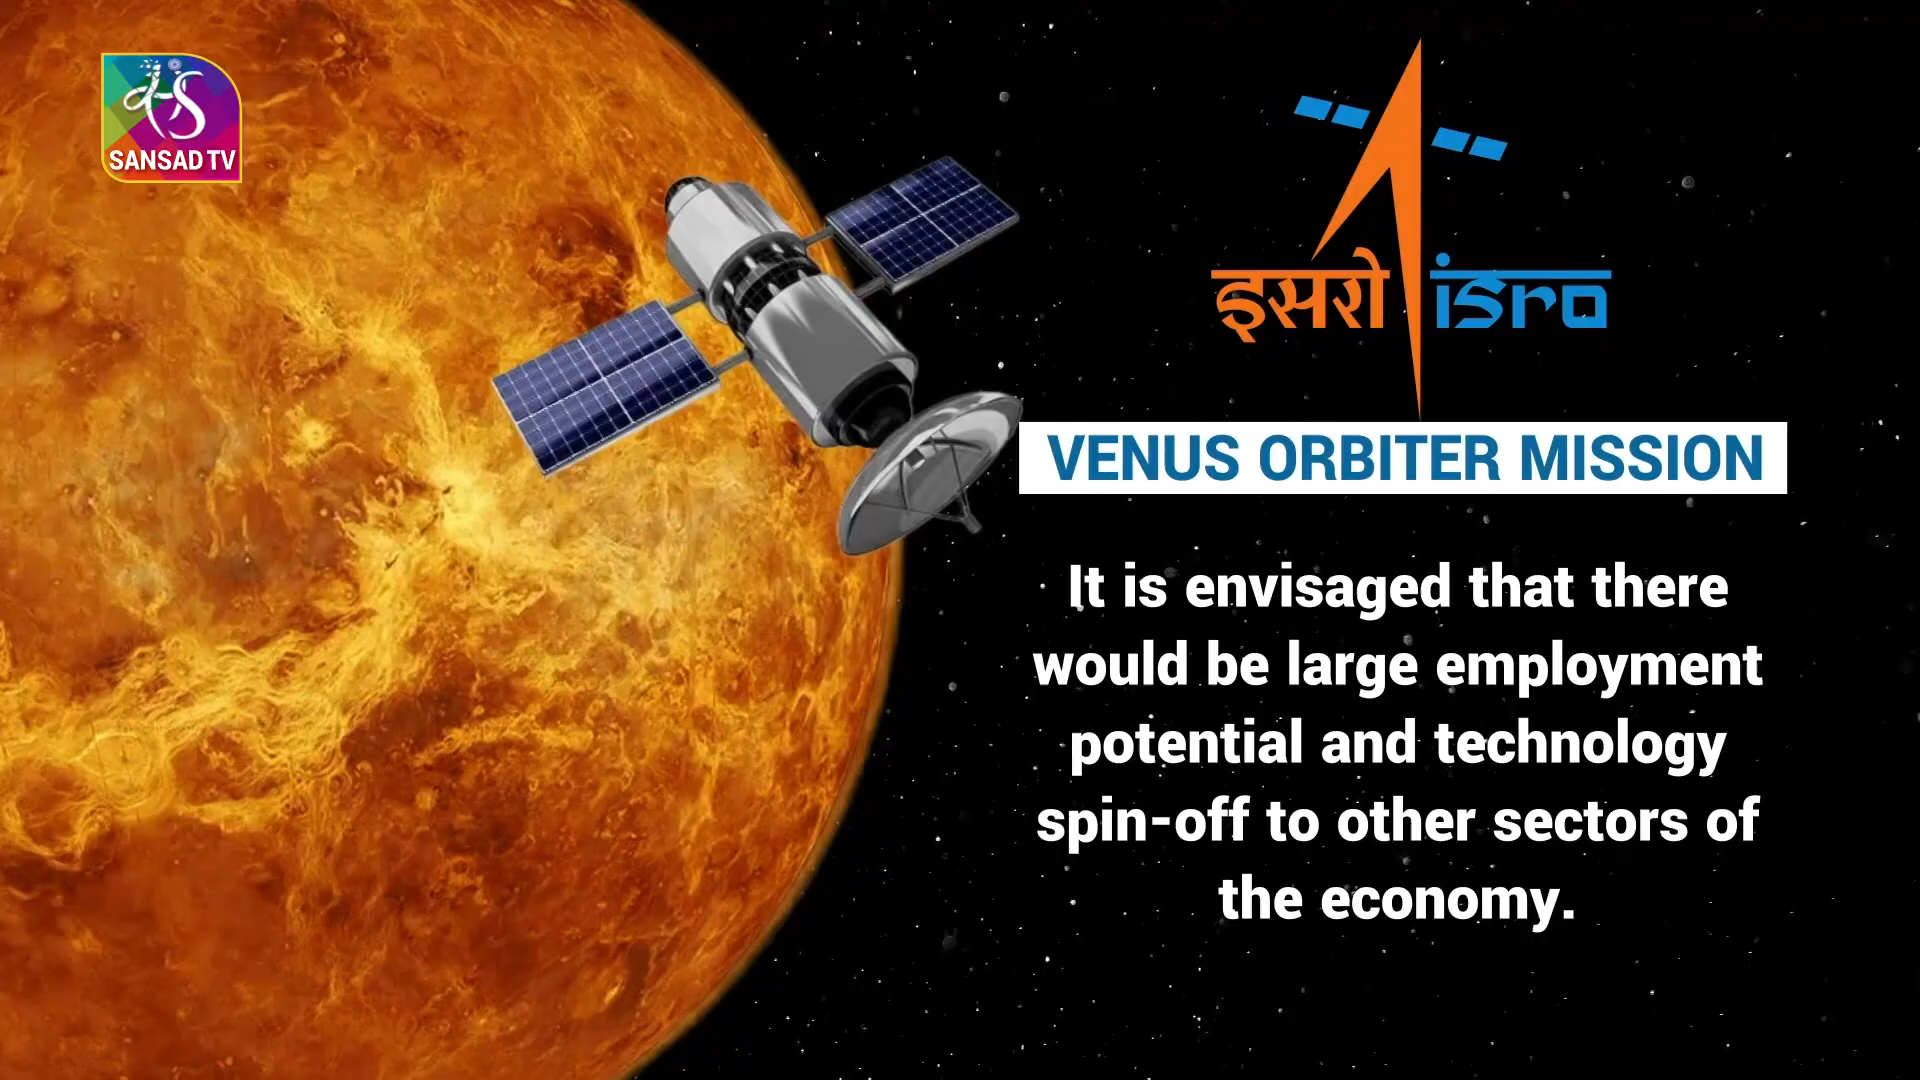 SANSAD TV
इसरो isro
VENUS ORBITER MISSION
It is envisaged that there
would be large employment
potential and technology
spin-off to other sectors of
the economy.